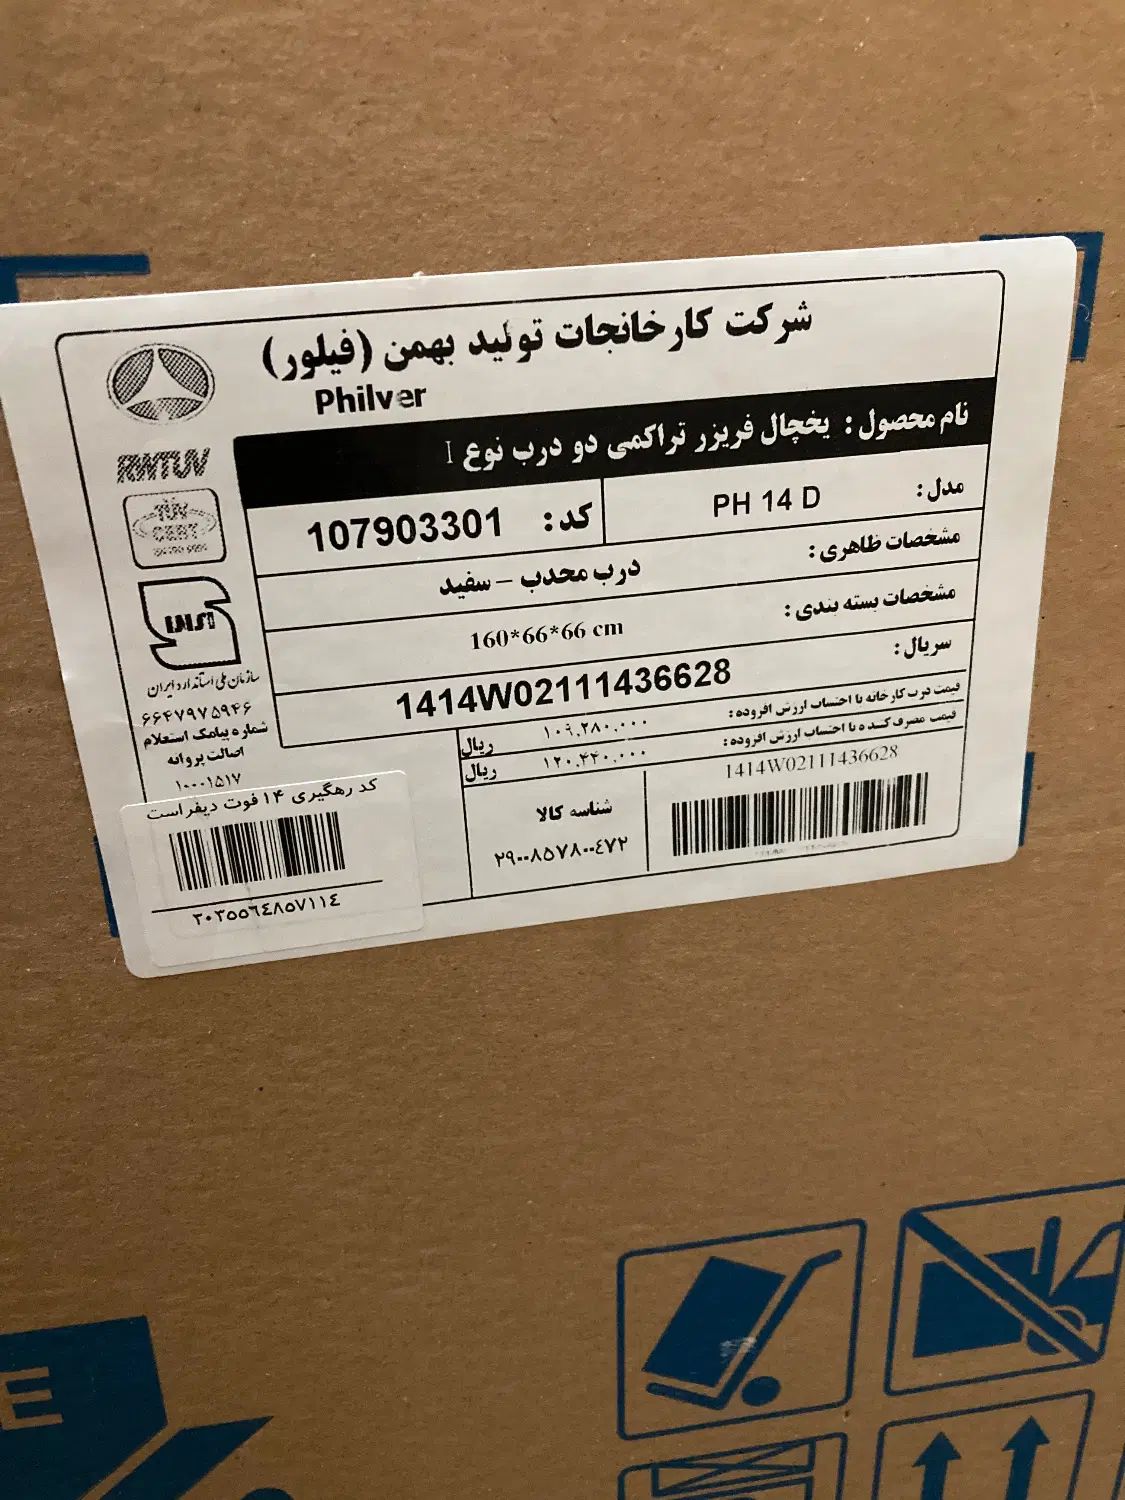 شرکت کارخانجات تولید بهمن (فیلور)
Philver
نام محصول : یخچال فریزر تراکمی دو درب نوع I
مدل : PH 14 D
کد : 107903301
مشخصات ظاهری : درب محدب – سفید
مشخصات بسته بندی : 160*66*66 cm
سریال : 1414W02111436628
قیمت درب کارخانه با احتساب ارزش افزوده : ۱۰۹,۲۸۰,۰۰۰ ریال
قیمت مصرف کننده با احتساب ارزش افزوده : ۱۲۰,۴۴۰,۰۰۰ ریال
1414W02111436628
شناسه کالا
۲۹۰۰۸۵۷۸۰۰٤۷۲
RWTUV
TÜV
CERT
سازمان ملی استاندارد ایران
۶۶۴۷۹۷۵۹۴۶
شماره پیامک استعلام
اصالت پروانه
۱۰۰۰۱۵۱۷
کد رهگیری ۱۴ فوت دیفراست
۲۰۳۵۵٦٤۸۵۷۱۱٤
E